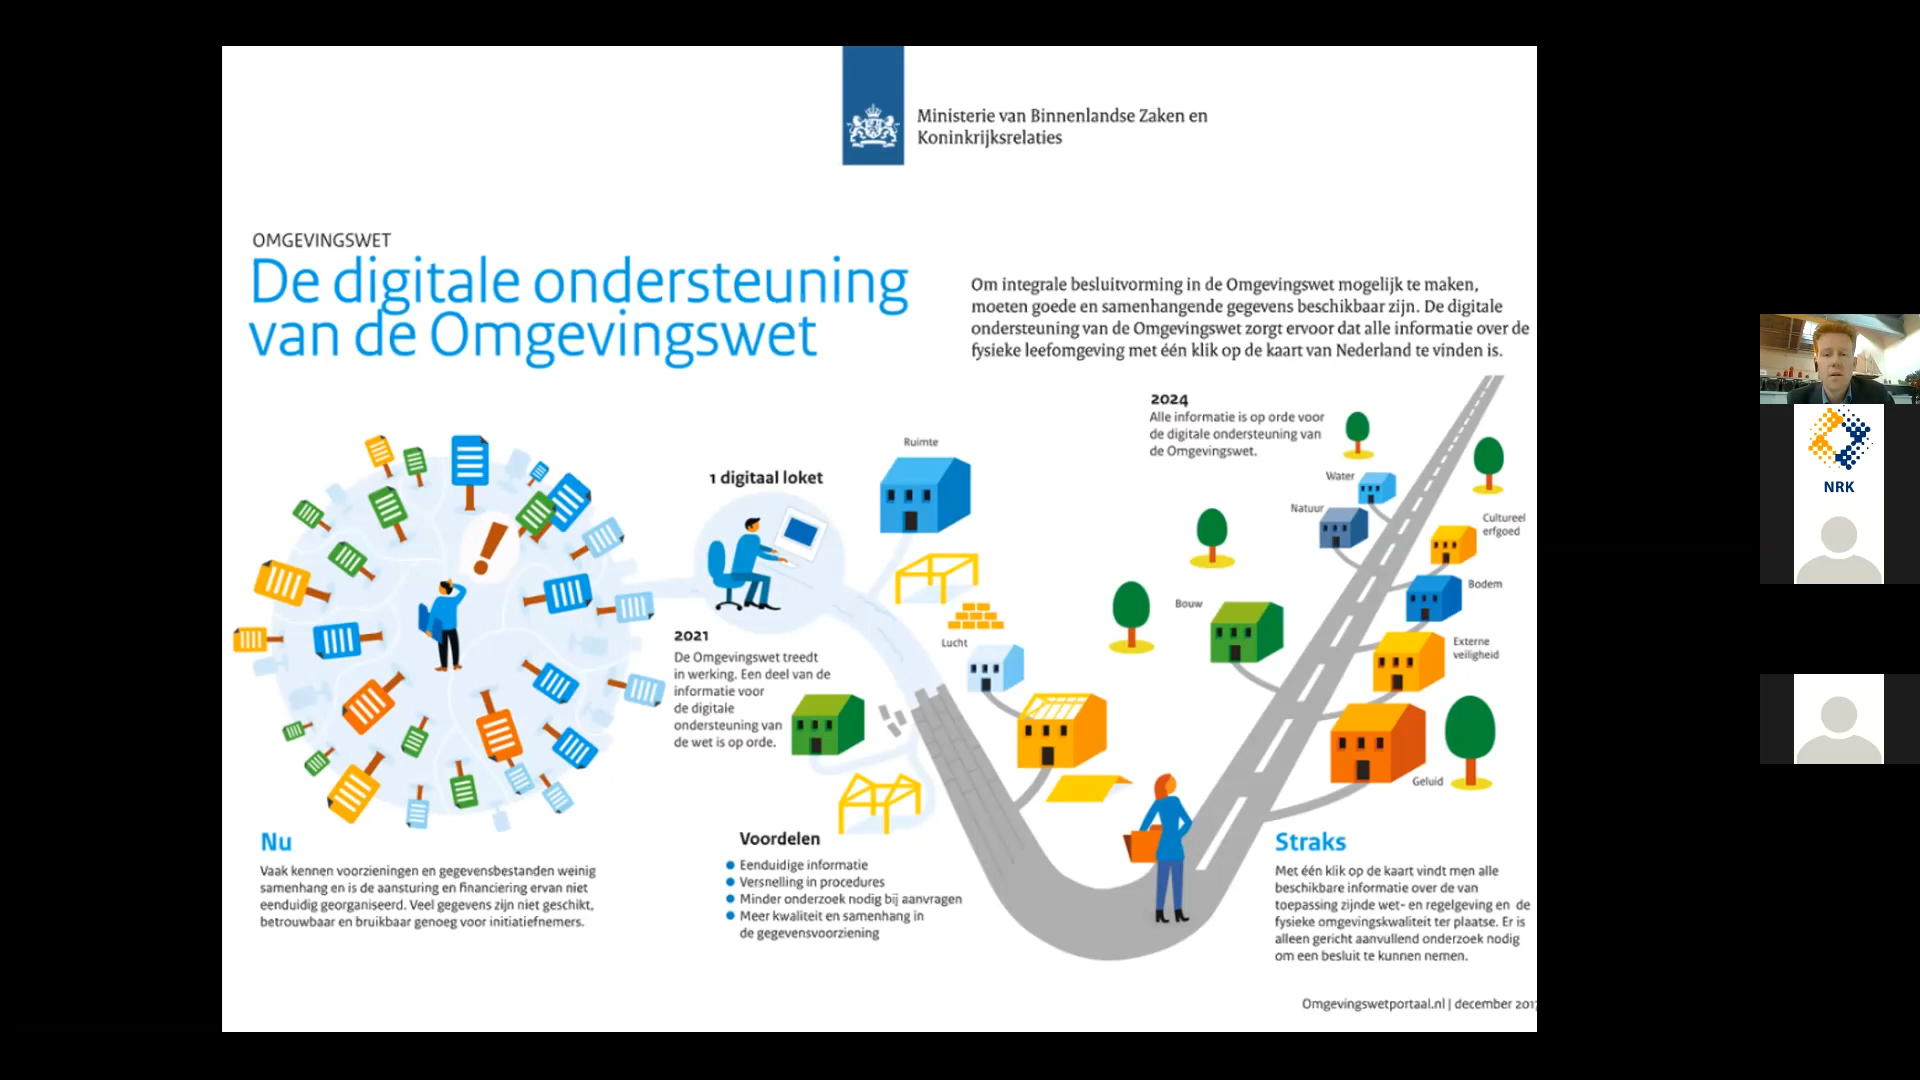 Ministerie van Binnenlandse Zaken en
Koninkrijksrelaties
OMGEVINGSWET
De digitale ondersteuning
van de Omgevingswet
Om integrale besluitvorming in de Omgevingswet mogelijk te maken,
moeten goede en samenhangende gegevens beschikbaar zijn. De digitale
ondersteuning van de Omgevingswet zorgt ervoor dat alle informatie over de
fysieke leefomgeving met één klik op de kaart van Nederland te vinden is.
1 digitaal loket
Ruimte
2021
De Omgevingswet treedt
in werking. Een deel van de
informatie voor
de digitale
ondersteuning van
de wet is op orde.
Lucht
2024
Alle informatie is op orde voor
de digitale ondersteuning van
de Omgevingswet.
Water
Natuur
Cultureel
erfgoed
Bodem
Bouw
Externe
veiligheid
Geluid
Nu
Vaak kennen voorzieningen en gegevensbestanden weinig
samenhang en is de aansturing en financiering ervan niet
eenduidig georganiseerd. Veel gegevens zijn niet geschikt,
betrouwbaar en bruikbaar genoeg voor initiatiefnemers.
Voordelen
Eenduidige informatie
Versnelling in procedures
Minder onderzoek nodig bij aanvragen
Meer kwaliteit en samenhang in
de gegevensvoorziening
Straks
Met één klik op de kaart vindt men alle
beschikbare informatie over de van
toepassing zijnde wet- en regelgeving en de
fysieke omgevingskwaliteit ter plaatse. Er is
alleen gericht aanvullend onderzoek nodig
om een besluit te kunnen nemen.
Omgevingswetportaal.nl | december
NRK